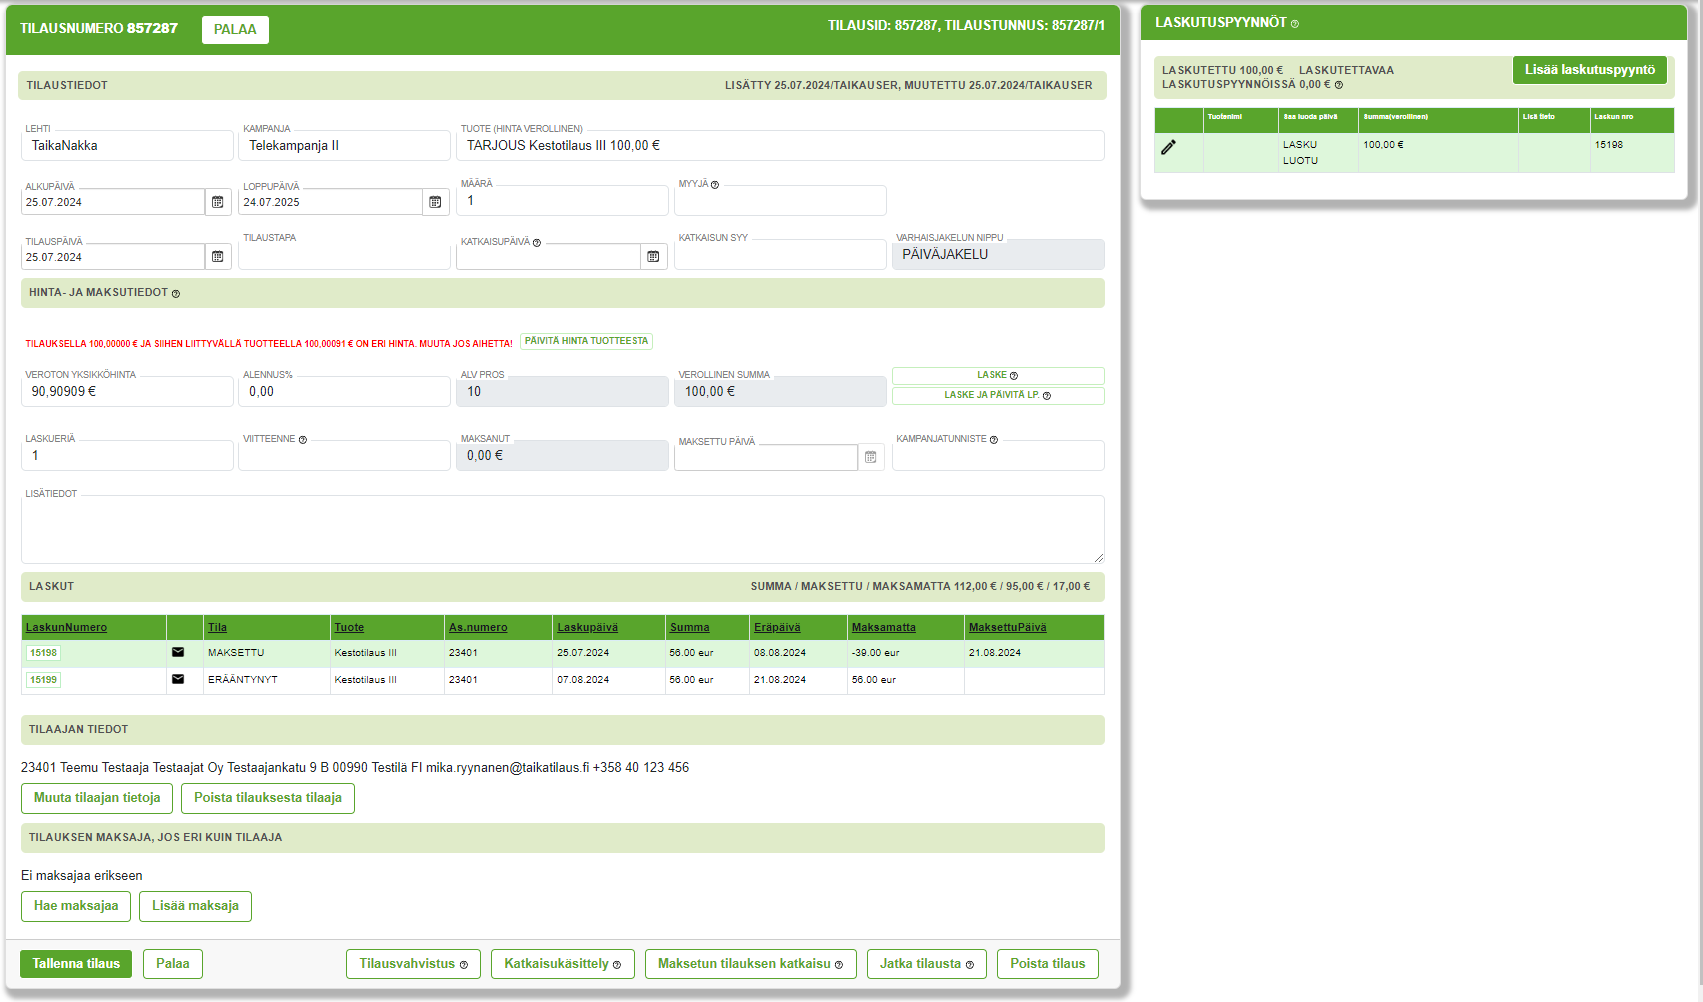 TILAUSNUMERO 857287 PALAA TILAUSID: 857287, TILAUSTUNNUS: 857287/1
TILAUSTIEDOT LISÄTTY 25.07.2024/TAIKAUSER, MUUTETTU 25.07.2024/TAIKAUSER
LEHTI KAMPANJA TUOTE (HINTA VEROLLINEN)
TaikaNakka Telekampanja II TARJOUS Kestotilaus III 100,00 €
ALKUPÄIVÄ LOPPUPÄIVÄ MÄÄRÄ MYYJÄ
25.07.2024 24.07.2025 1
TILAUSPÄIVÄ TILAUSTAPA KATKAISUPÄIVÄ KATKAISUN SYY VARHAISJAKELUN NIPPU
25.07.2024 PÄIVÄJAKELU
HINTA- JA MAKSUTIEDOT
TILAUKSELLA 100,00000 € JA SIIHEN LIITTYVÄLLÄ TUOTTEELLA 100,00091 € ON ERI HINTA. MUUTA JOS AIHETTA! PÄIVITÄ HINTA TUOTTEESTA
VEROTON YKSIKKÖHINTA ALENNUS% ALV PROS VEROLLINEN SUMMA LASKE
90,90909 € 0,00 10 100,00 € LASKE JA PÄIVITÄ LP.
LASKUERIÄ VIITTEENNE MAKSANUT MAKSETTU PÄIVÄ KAMPANJATUNNISTE
1 0,00 €
LISÄTIEDOT
LASKUT SUMMA / MAKSETTU / MAKSAMATTA 112,00 € / 95,00 € / 17,00 €
LaskunNumero Tila Tuote As.numero Laskupäivä Summa Eräpäivä Maksamatta MaksettuPäivä
15198 MAKSETTU Kestotilaus III 23401 25.07.2024 56.00 eur 08.08.2024 -39.00 eur 21.08.2024
15199 ERÄÄNTYNYT Kestotilaus III 23401 07.08.2024 56.00 eur 21.08.2024 56.00 eur
TILAAJAN TIEDOT
23401 Teemu Testaaja Testaajat Oy Testaajankatu 9 B 00990 Testilä FI mika.ryynanen@taikatilaus.fi +358 40 123 456
Muuta tilaajan tietoja Poista tilauksesta tilaaja
TILAUKSEN MAKSAJA, JOS ERI KUIN TILAAJA
Ei maksajaa erikseen
Hae maksajaa Lisää maksaja
Tallenna tilaus Palaa Tilausvahvistus Katkaisukäsittely Maksetun tilauksen katkaisu Jatka tilausta Poista tilaus
LASKUTUSPYYNNÖT
LASKUTETTU 100,00 € LASKUTETTAVAA
LASKUTUSPYYNNÖISSÄ 0,00 €
Lisää laskutuspyyntö
Tuotenimi Saa luoda päivä Summa(verollinen) Lisä tieto Laskun nro
LASKU 100,00 € 15198
LUOTU